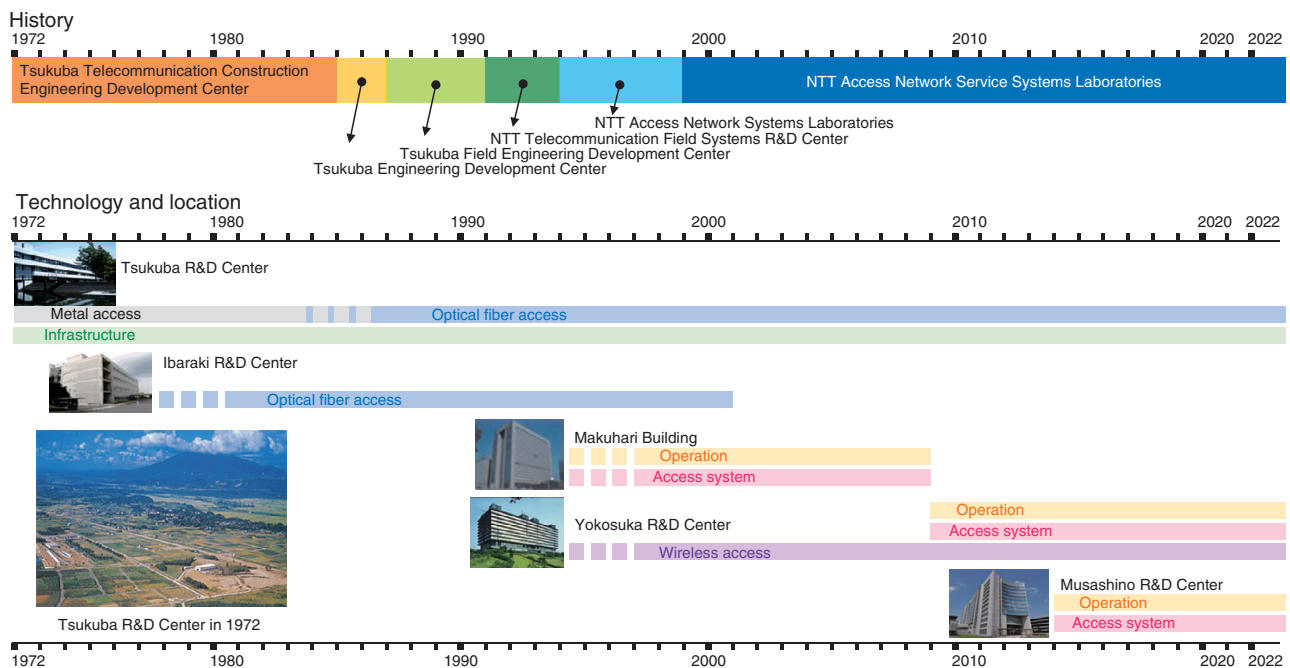 History
1972 1980 1990 2000 2010 2020 2022
Tsukuba Telecommunication Construction
Engineering Development Center
NTT Access Network Service Systems Laboratories
NTT Access Network Systems Laboratories
NTT Telecommunication Field Systems R&D Center
Tsukuba Field Engineering Development Center
Tsukuba Engineering Development Center
Technology and location
1972 1980 1990 2000 2010 2020 2022
Tsukuba R&D Center
Metal access
Optical fiber access
Infrastructure
Ibaraki R&D Center
Optical fiber access
Makuhari Building
Operation
Access system
Yokosuka R&D Center
Operation
Access system
Wireless access
Musashino R&D Center
Operation
Access system
Tsukuba R&D Center in 1972
1972 1980 1990 2000 2010 2020 2022